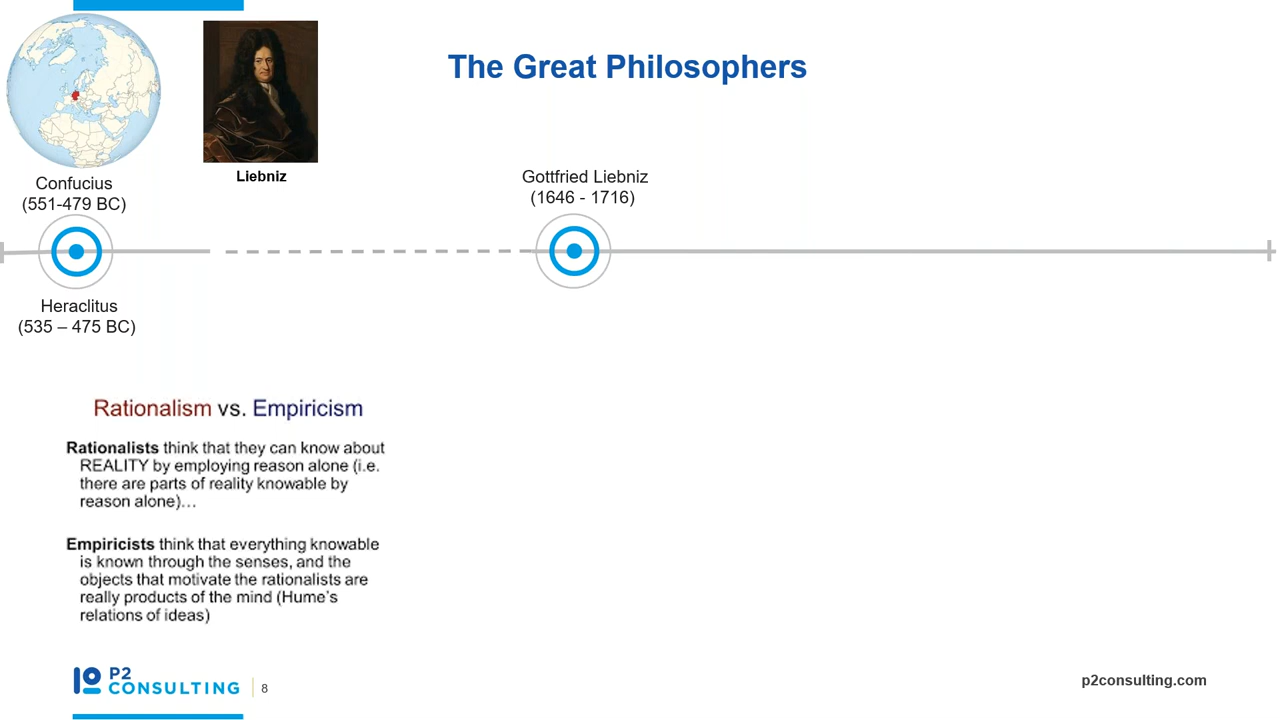 The Great Philosophers
Liebniz
Confucius
(551-479 BC)
Gottfried Liebniz
(1646 - 1716)
Heraclitus
(535 – 475 BC)
Rationalism vs. Empiricism
Rationalists think that they can know about
REALITY by employing reason alone (i.e.
there are parts of reality knowable by
reason alone)…
Empiricists think that everything knowable
is known through the senses, and the
objects that motivate the rationalists are
really products of the mind (Hume's
relations of ideas)
P2
CONSULTING
8
p2consulting.com